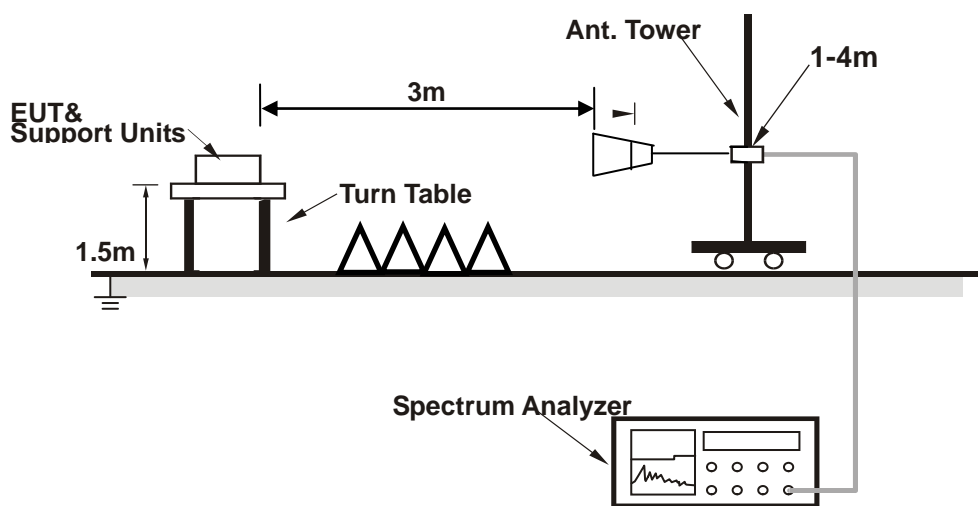 Ant. Tower
1-4m
3m
EUT&
Support Units
Turn Table
1.5m
Spectrum Analyzer